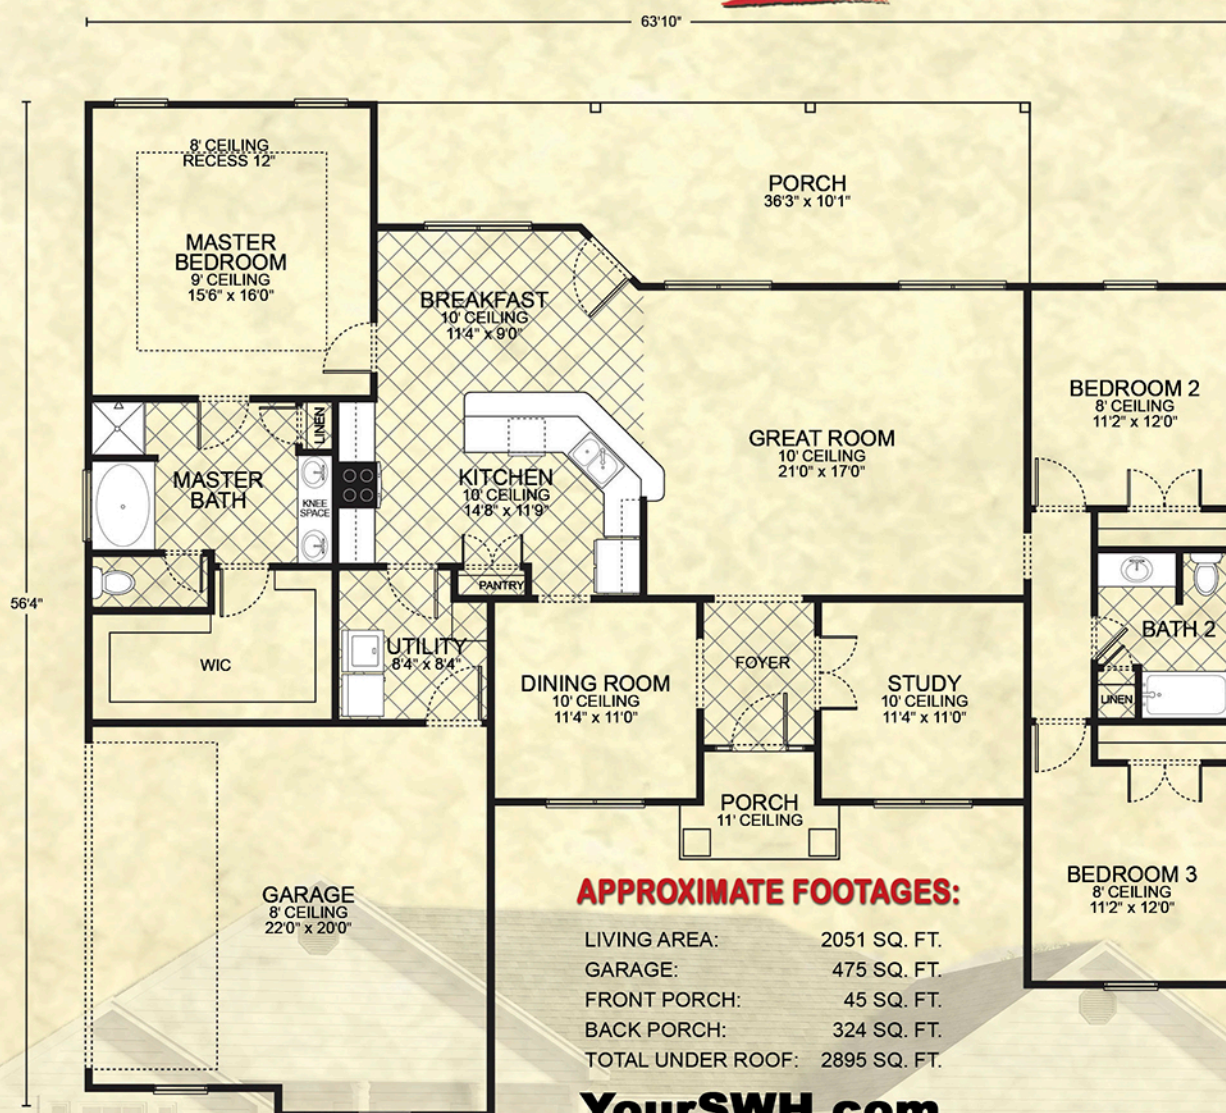 63'10"
8' CEILING
RECESS 12"
MASTER
BEDROOM
9' CEILING
15'6" x 16'0"
PORCH
36'3" x 10'1"
BREAKFAST
10' CEILING
11'4" x 9'0"
BEDROOM 2
8' CEILING
11'2" x 12'0"
GREAT ROOM
10' CEILING
21'0" x 17'0"
LINEN
MASTER
BATH
KNEE
SPACE
KITCHEN
10' CEILING
14'8" x 11'9"
PANTRY
56'4"
WIC
UTILITY
8'4" x 8'4"
DINING ROOM
10' CEILING
11'4" x 11'0"
FOYER
STUDY
10' CEILING
11'4" x 11'0"
BATH 2
LINEN
PORCH
11' CEILING
GARAGE
8' CEILING
22'0" x 20'0"
BEDROOM 3
8' CEILING
11'2" x 12'0"
APPROXIMATE FOOTAGES:
LIVING AREA: 2051 SQ. FT.
GARAGE: 475 SQ. FT.
FRONT PORCH: 45 SQ. FT.
BACK PORCH: 324 SQ. FT.
TOTAL UNDER ROOF: 2895 SQ. FT.
YourSWH.com